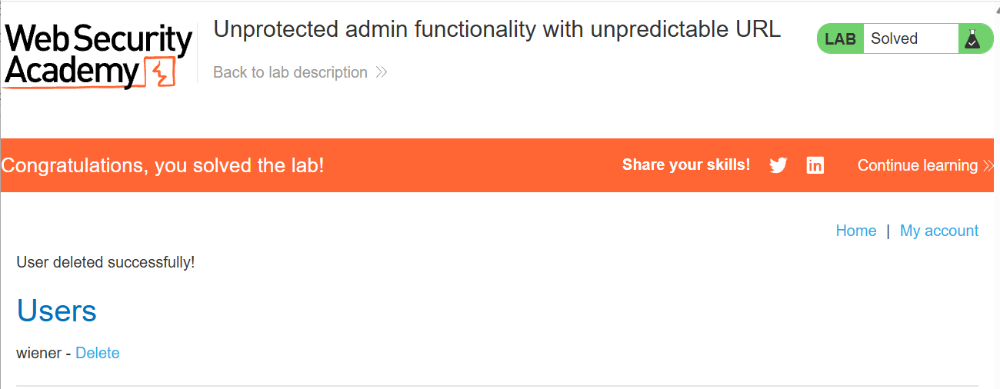 Web Security
Academy
Unprotected admin functionality with unpredictable URL
Back to lab description
LAB Solved
Congratulations, you solved the lab!
Share your skills!
Continue learning
Home | My account
User deleted successfully!
Users
wiener - Delete